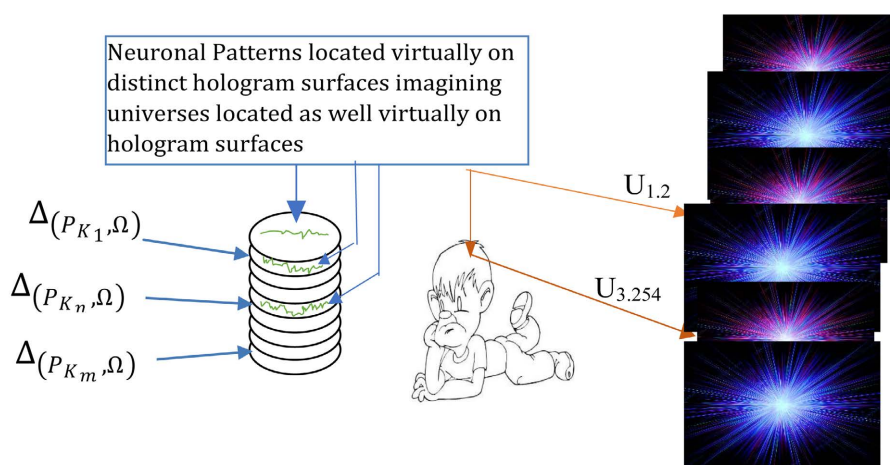 Neuronal Patterns located virtually on
distinct hologram surfaces imagining
universes located as well virtually on
hologram surfaces
U1.2
Δ(PK1,Ω)
Δ(PKn,Ω)
U3.254
Δ(PKm,Ω)